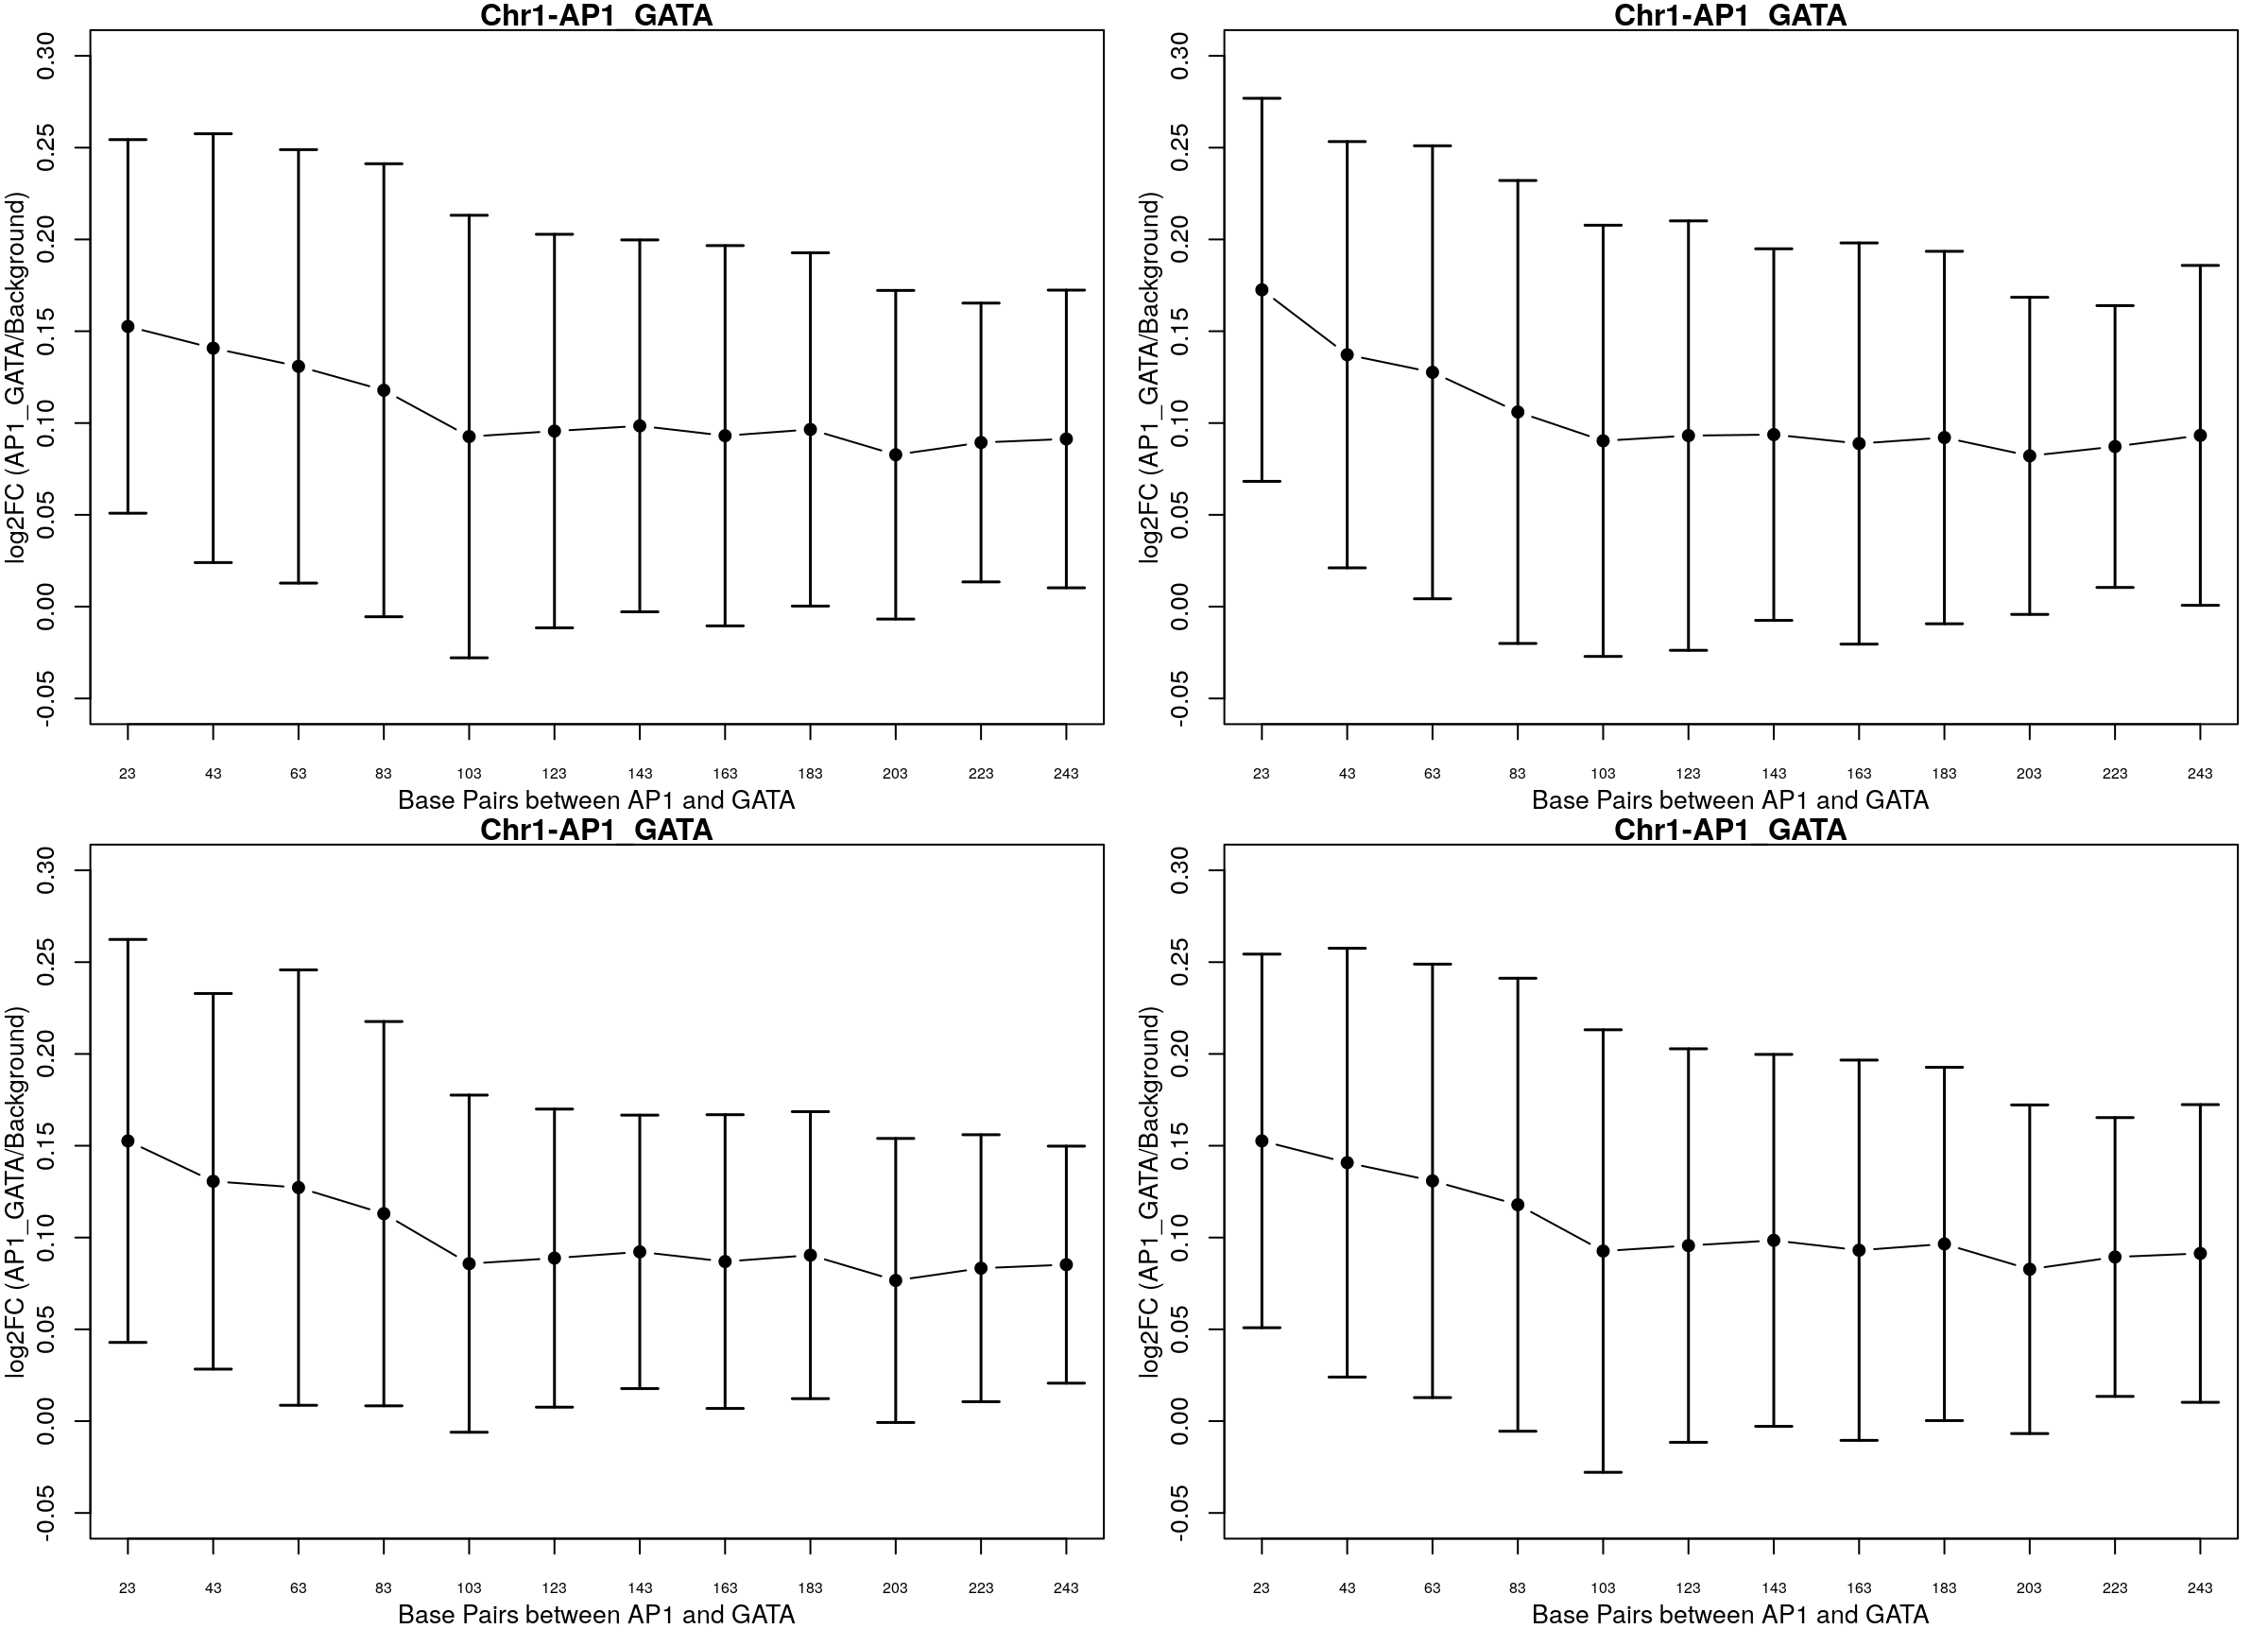 Chr1-AP1_GATA
log2FC (AP1_GATA/Background)
0.30
0.25
0.20
0.15
0.10
0.05
0.00
-0.05
23 43 63 83 103 123 143 163 183 203 223 243
Base Pairs between AP1 and GATA
Chr1-AP1_GATA
log2FC (AP1_GATA/Background)
0.30
0.25
0.20
0.15
0.10
0.05
0.00
-0.05
23 43 63 83 103 123 143 163 183 203 223 243
Base Pairs between AP1 and GATA
Chr1-AP1_GATA
log2FC (AP1_GATA/Background)
0.30
0.25
0.20
0.15
0.10
0.05
0.00
-0.05
23 43 63 83 103 123 143 163 183 203 223 243
Base Pairs between AP1 and GATA
Chr1-AP1_GATA
log2FC (AP1_GATA/Background)
0.30
0.25
0.20
0.15
0.10
0.05
0.00
-0.05
23 43 63 83 103 123 143 163 183 203 223 243
Base Pairs between AP1 and GATA